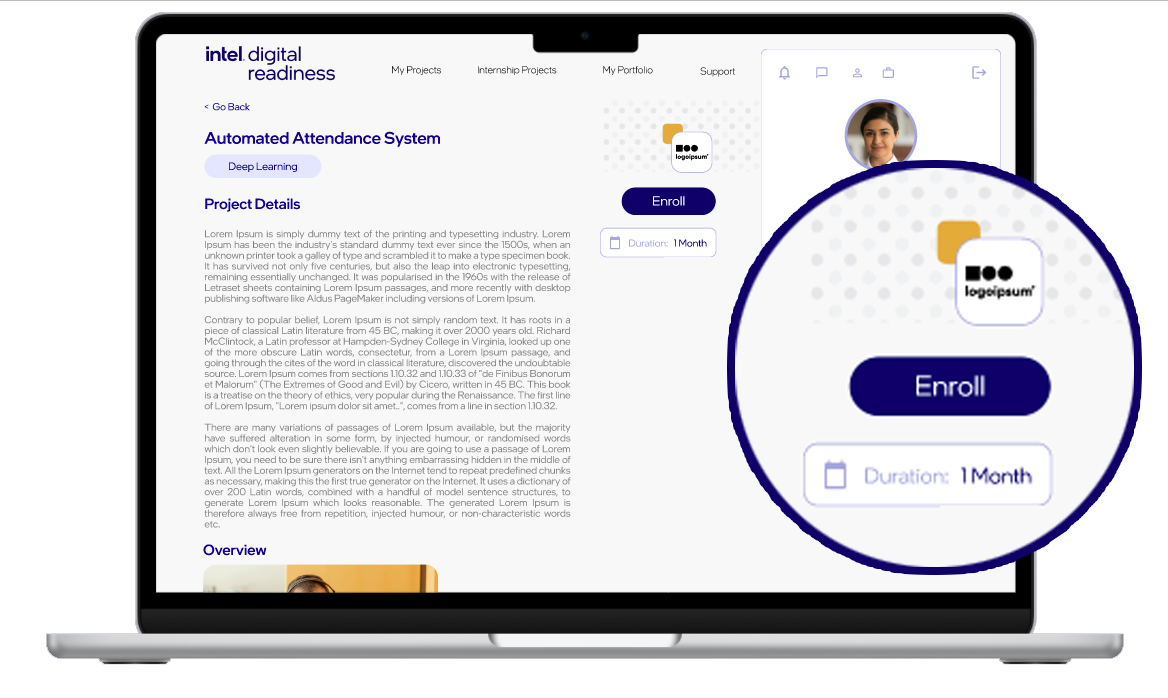 intel digital
readiness
My Projects
Internship Projects
My Portfolio
Support
< Go Back
Automated Attendance System
Deep Learning
logoipsum®
Enroll
Duration: 1 Month
Project Details
Lorem Ipsum is simply dummy text of the printing and typesetting industry. Lorem
Ipsum has been the industry's standard dummy text ever since the 1500s, when an
unknown printer took a galley of type and scrambled it to make a type specimen book.
It has survived not only five centuries, but also the leap into electronic typesetting,
remaining essentially unchanged. It was popularised in the 1960s with the release of
Letraset sheets containing Lorem Ipsum passages, and more recently with desktop
publishing software like Aldus PageMaker including versions of Lorem Ipsum.
Contrary to popular belief, Lorem Ipsum is not simply random text. It has roots in a
piece of classical Latin literature from 45 BC, making it over 2000 years old. Richard
McClintock, a Latin professor at Hampden-Sydney College in Virginia, looked up one
of the more obscure Latin words, consectetur, from a Lorem Ipsum passage, and
going through the cites of the word in classical literature, discovered the undoubtable
source. Lorem Ipsum comes from sections 1.10.32 and 1.10.33 of "de Finibus Bonorum
et Malorum" (The Extremes of Good and Evil) by Cicero, written in 45 BC. This book
is a treatise on the theory of ethics, very popular during the Renaissance. The first line
of Lorem Ipsum, "Lorem ipsum dolor sit amet..", comes from a line in section 1.10.32.
There are many variations of passages of Lorem Ipsum available, but the majority
have suffered alteration in some form, by injected humour, or randomised words
which don't look even slightly believable. If you are going to use a passage of Lorem
Ipsum, you need to be sure there isn't anything embarrassing hidden in the middle of
text. All the Lorem Ipsum generators on the Internet tend to repeat predefined chunks
as necessary, making this the first true generator on the Internet. It uses a dictionary of
over 200 Latin words, combined with a handful of model sentence structures, to
generate Lorem Ipsum which looks reasonable. The generated Lorem Ipsum is
therefore always free from repetition, injected humour, or non-characteristic words
etc.
Overview
logoipsum®
Enroll
Duration: 1 Month